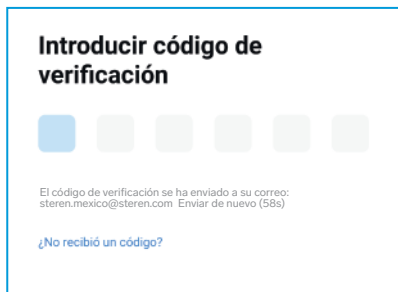 Introducir código de
verificación
El código de verificación se ha enviado a su correo:
steren.mexico@steren.com Enviar de nuevo (58s)
¿No recibió un código?